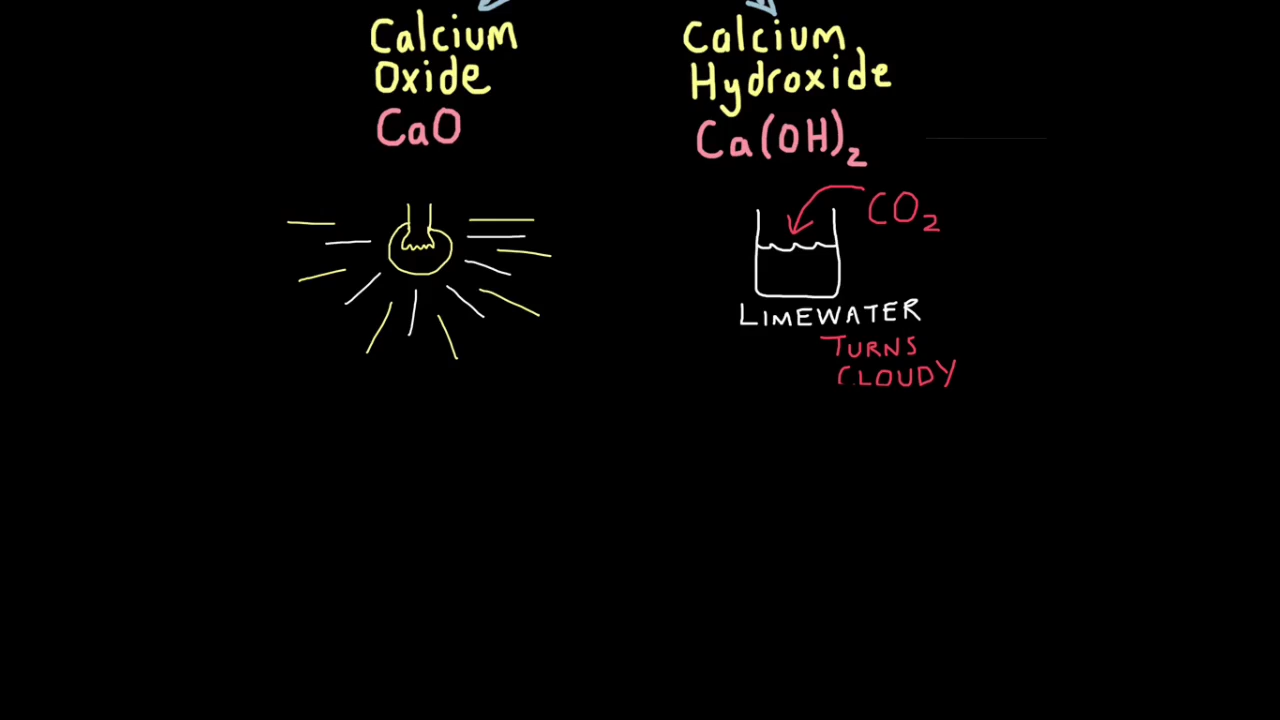 Calcium
Oxide
CaO
Calcium
Hydroxide
Ca(OH)₂
CO₂
LIMEWATER
TURNS
CLOUDY